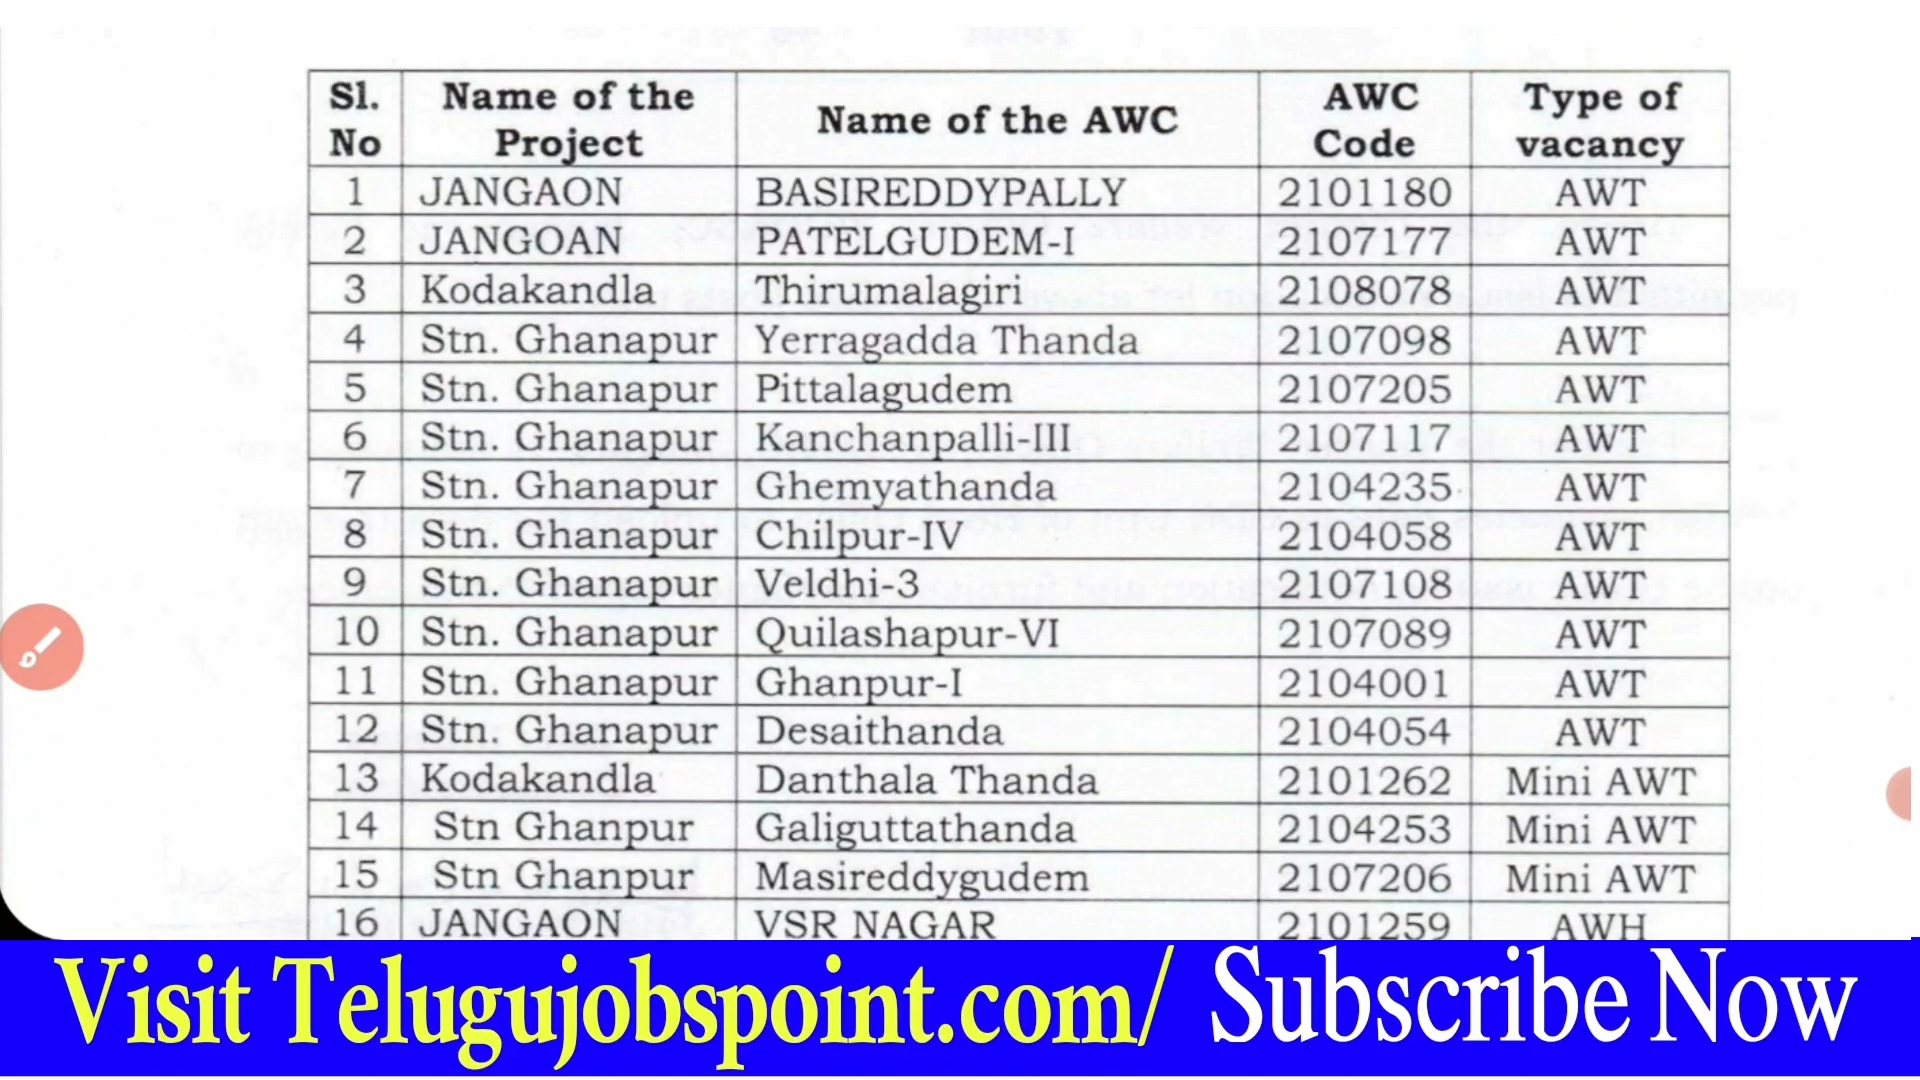 Sl. No | Name of the Project | Name of the AWC | AWC Code | Type of vacancy
1 | JANGAON | BASIREDDYPALLY | 2101180 | AWT
2 | JANGOAN | PATELGUDEM-I | 2107177 | AWT
3 | Kodakandla | Thirumalagiri | 2108078 | AWT
4 | Stn. Ghanapur | Yerragadda Thanda | 2107098 | AWT
5 | Stn. Ghanapur | Pittalagudem | 2107205 | AWT
6 | Stn. Ghanapur | Kanchanpalli-III | 2107117 | AWT
7 | Stn. Ghanapur | Ghemyathanda | 2104235 | AWT
8 | Stn. Ghanapur | Chilpur-IV | 2104058 | AWT
9 | Stn. Ghanapur | Veldhi-3 | 2107108 | AWT
10 | Stn. Ghanapur | Quilashapur-VI | 2107089 | AWT
11 | Stn. Ghanapur | Ghanpur-I | 2104001 | AWT
12 | Stn. Ghanapur | Desaithanda | 2104054 | AWT
13 | Kodakandla | Danthala Thanda | 2101262 | Mini AWT
14 | Stn Ghanpur | Galiguttathanda | 2104253 | Mini AWT
15 | Stn Ghanpur | Masireddygudem | 2107206 | Mini AWT
16 | JANGAON | VSR NAGAR | 2101259 | AWH
Visit Telugujobspoint.com/ Subscribe Now